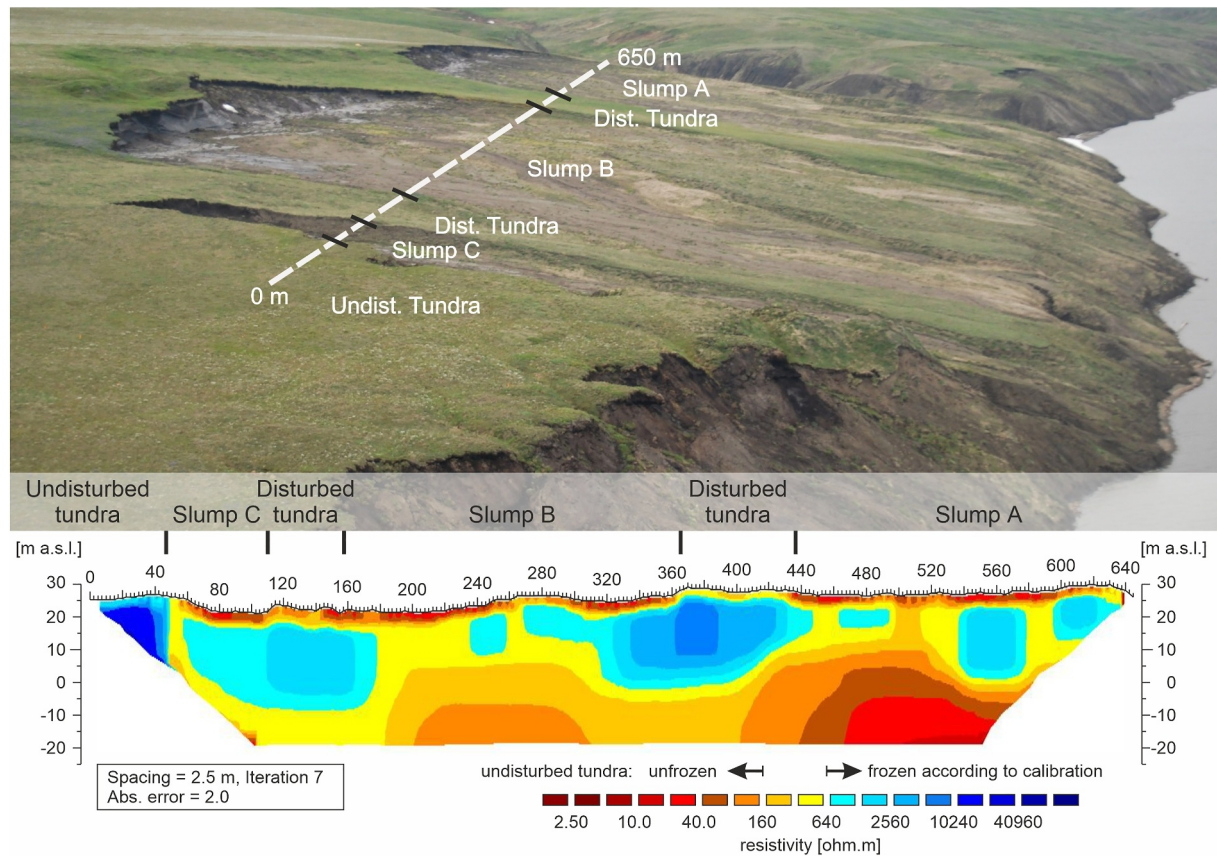 650 m
Slump A
Dist. Tundra
Slump B
Dist. Tundra
Slump C
0 m
Undist. Tundra
Undisturbed tundra
Slump C
Disturbed tundra
Slump B
Disturbed tundra
Slump A
[m a.s.l.]
[m a.s.l.]
0 40 80 120 160 200 240 280 320 360 400 440 480 520 560 600 640
30
20
10
0
-10
-20
30
20
10
0
-10
-20
Spacing = 2.5 m, Iteration 7
Abs. error = 2.0
undisturbed tundra: unfrozen
frozen according to calibration
2.50 10.0 40.0 160 640 2560 10240 40960
resistivity [ohm.m]